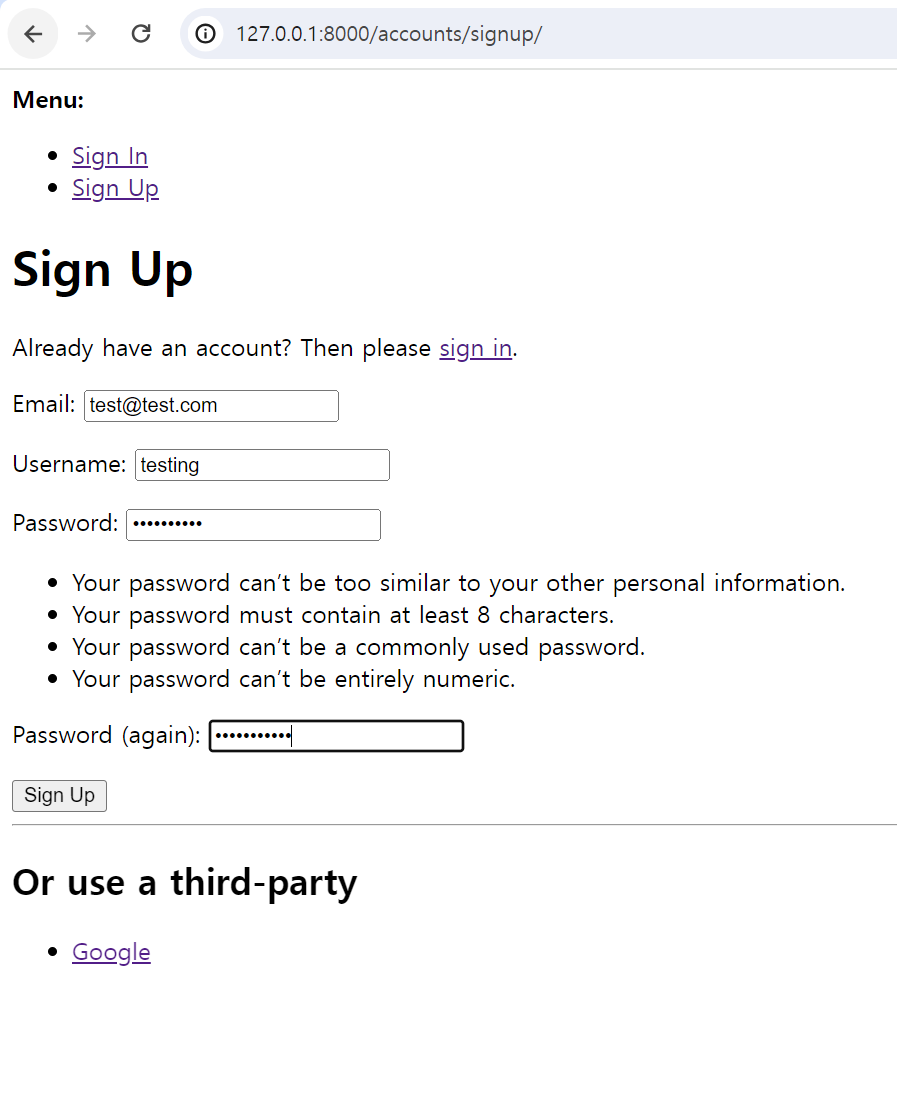 127.0.0.1:8000/accounts/signup/
Menu:
Sign In
Sign Up
Sign Up
Already have an account? Then please sign in.
Email: test@test.com
Username: testing
Password: ••••••••••
Your password can’t be too similar to your other personal information.
Your password must contain at least 8 characters.
Your password can’t be a commonly used password.
Your password can’t be entirely numeric.
Password (again): •••••••••••
Sign Up
Or use a third-party
Google